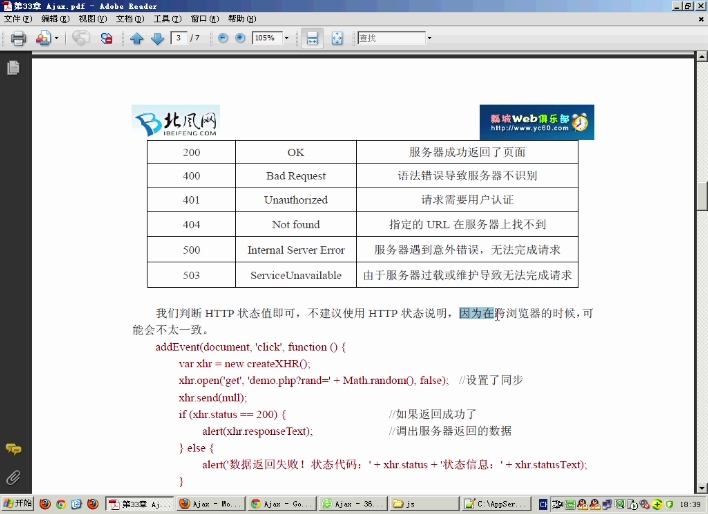 第33章 Ajax.pdf - Adobe Reader
文件(F) 编辑(E) 视图(V) 文档(D) 工具(T) 窗口(W) 帮助(H)
3 / 7 105% 查找
北风网
IBEIFENG.COM
瓢城Web俱乐部
http://www.yc60.com
200 OK 服务器成功返回了页面
400 Bad Request 语法错误导致服务器不识别
401 Unauthorized 请求需要用户认证
404 Not found 指定的 URL 在服务器上找不到
500 Internal Server Error 服务器遇到意外错误，无法完成请求
503 ServiceUnavailable 由于服务器过载或维护导致无法完成请求
我们判断 HTTP 状态值即可，不建议使用 HTTP 状态说明，因为在跨浏览器的时候，可
能会不太一致。
addEvent(document, 'click', function () {
var xhr = new createXHR();
xhr.open('get', 'demo.php?rand=' + Math.random(), false); //设置了同步
xhr.send(null);
if (xhr.status == 200) { //如果返回成功了
alert(xhr.responseText); //调出服务器返回的数据
} else {
alert('数据返回失败！状态代码：' + xhr.status + '状态信息：' + xhr.statusText);
}
开始 第33章 Aj... Ajax - Mo... Ajax - Go... Ajax - 36... js C:\AppSer... 18:39